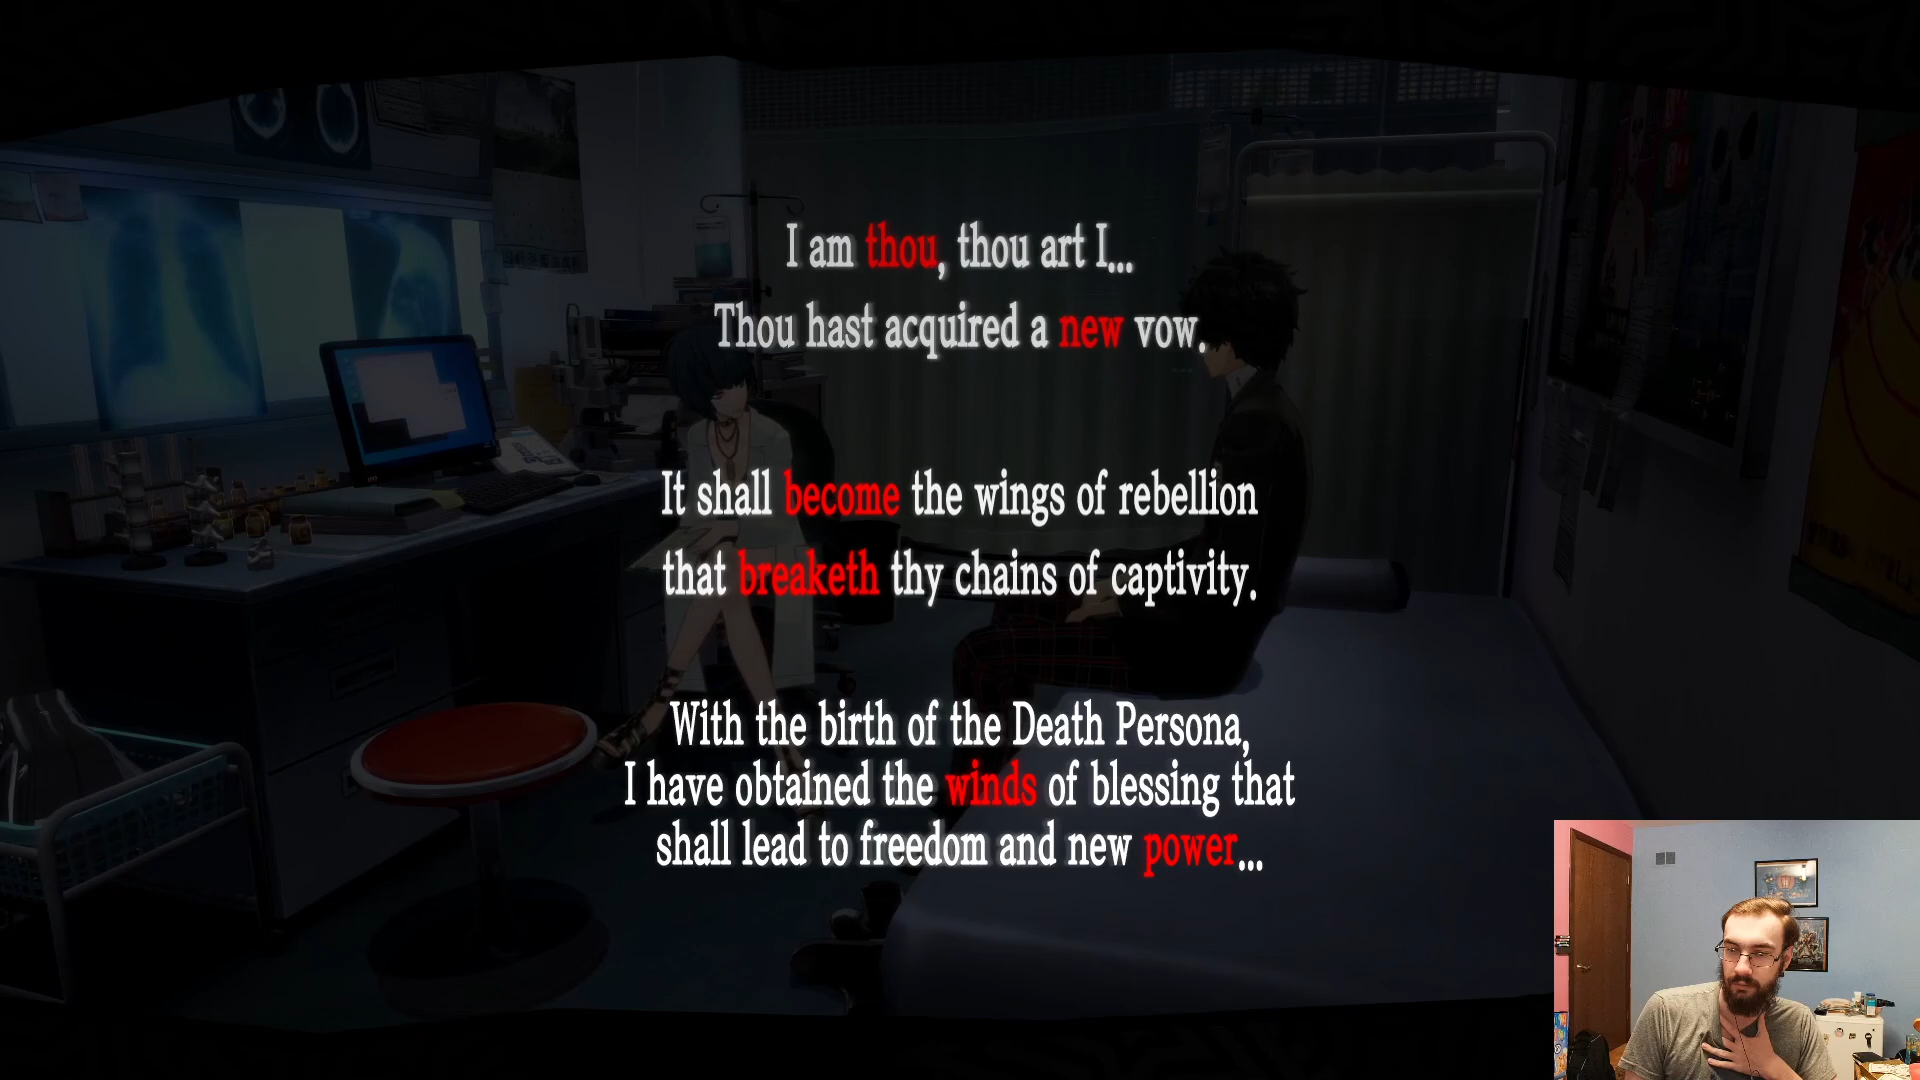 I am thou, thou art I...
Thou hast acquired a new vow.
It shall become the wings of rebellion
that breaketh thy chains of captivity.
With the birth of the Death Persona,
I have obtained the winds of blessing that
shall lead to freedom and new power...